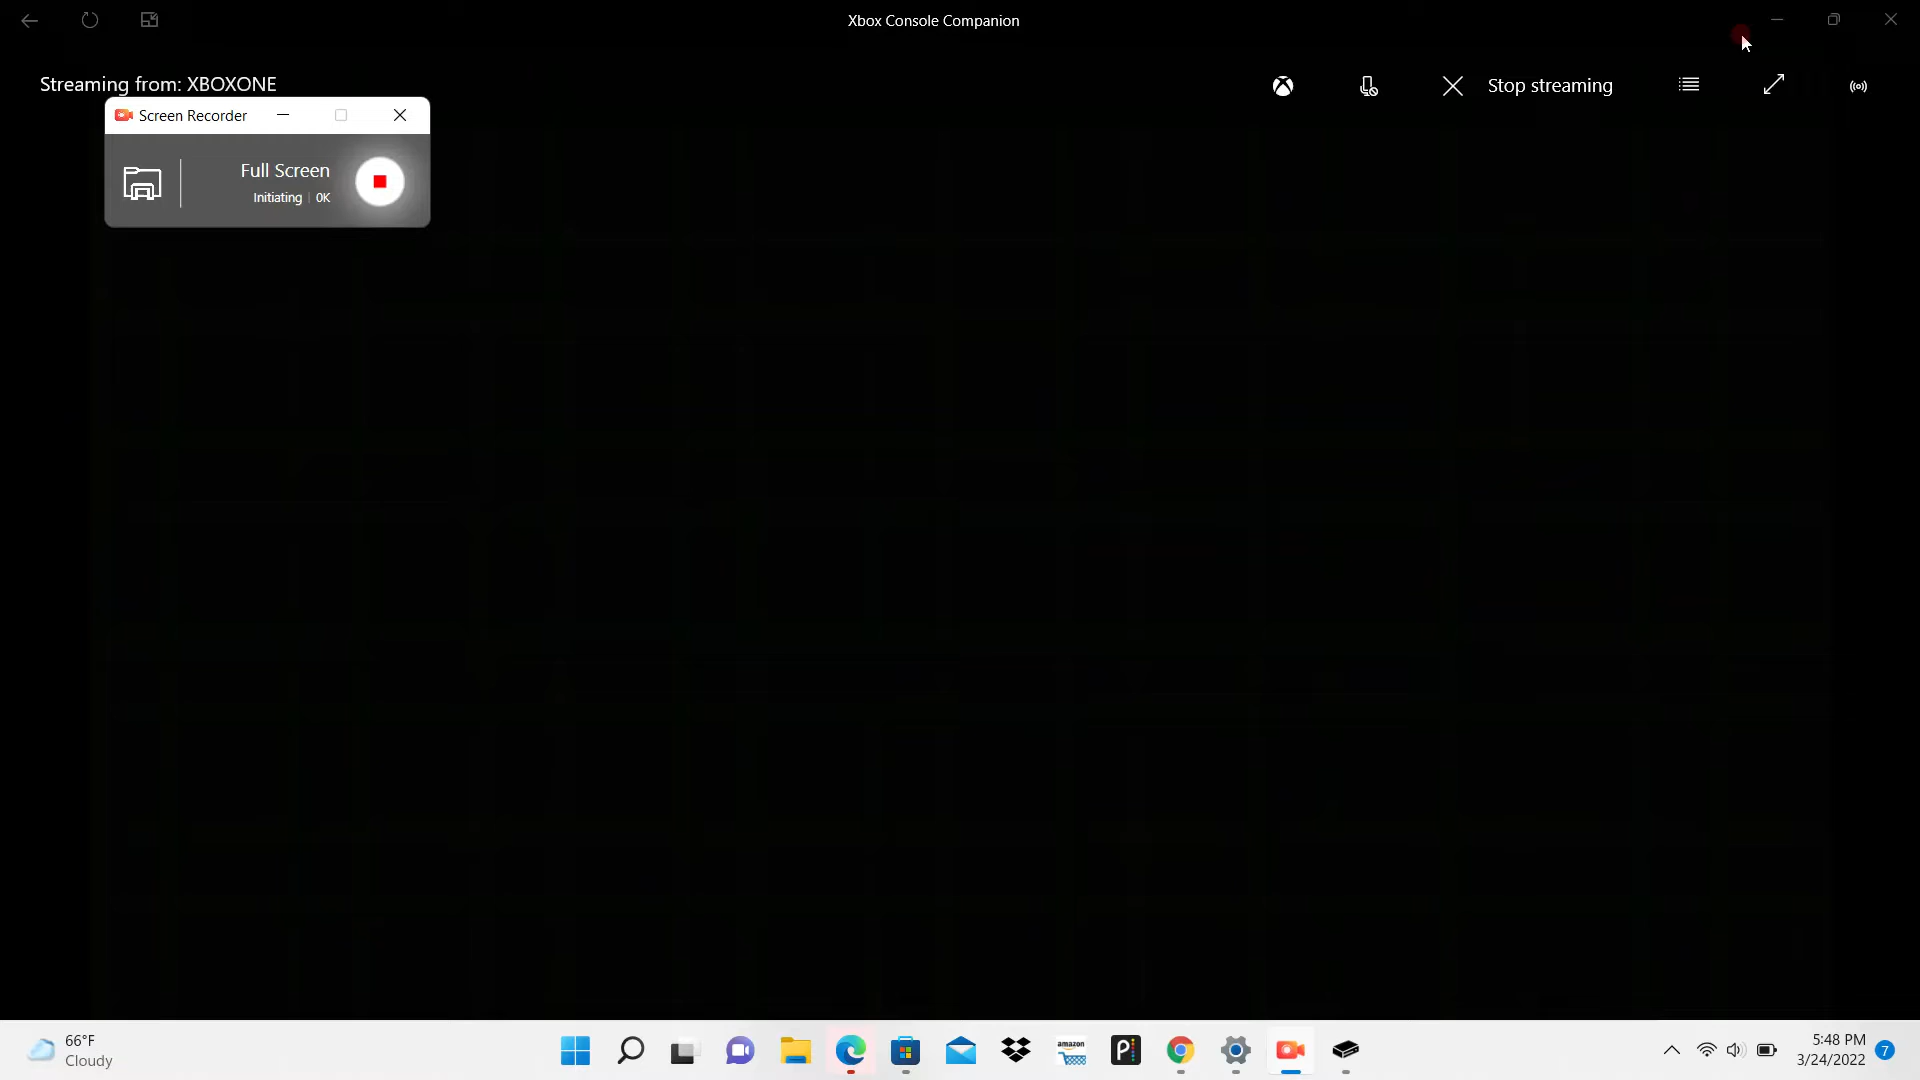 Xbox Console Companion
Streaming from: XBOXONE
Stop streaming
Screen Recorder
Full Screen
Initiating | 0K
66°F
Cloudy
amazon
5:48 PM
3/24/2022
7